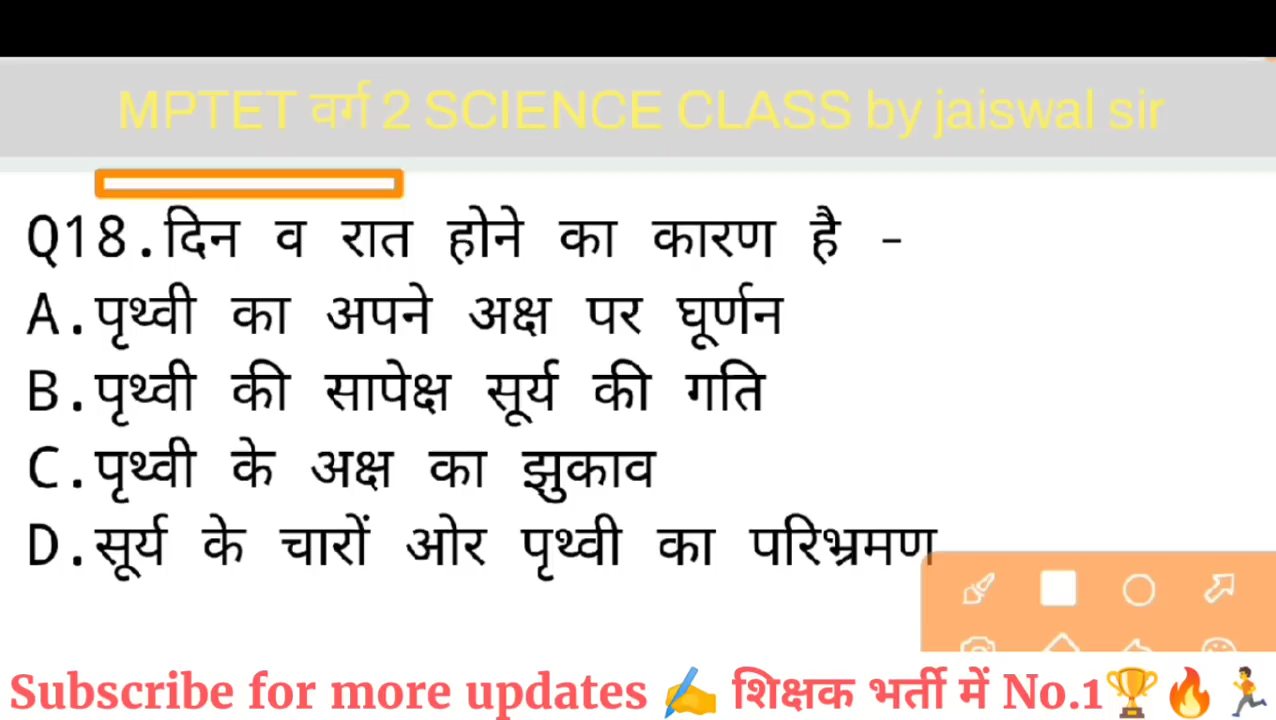 MPTET वर्ग 2 SCIENCE CLASS by jaiswal sir
Q18.दिन व रात होने का कारण है -
A.पृथ्वी का अपने अक्ष पर घूर्णन
B.पृथ्वी की सापेक्ष सूर्य की गति
C.पृथ्वी के अक्ष का झुकाव
D.सूर्य के चारों ओर पृथ्वी का परिभ्रमण
Subscribe for more updates ✍️ शिक्षक भर्ती में No.1🏆🔥🏃